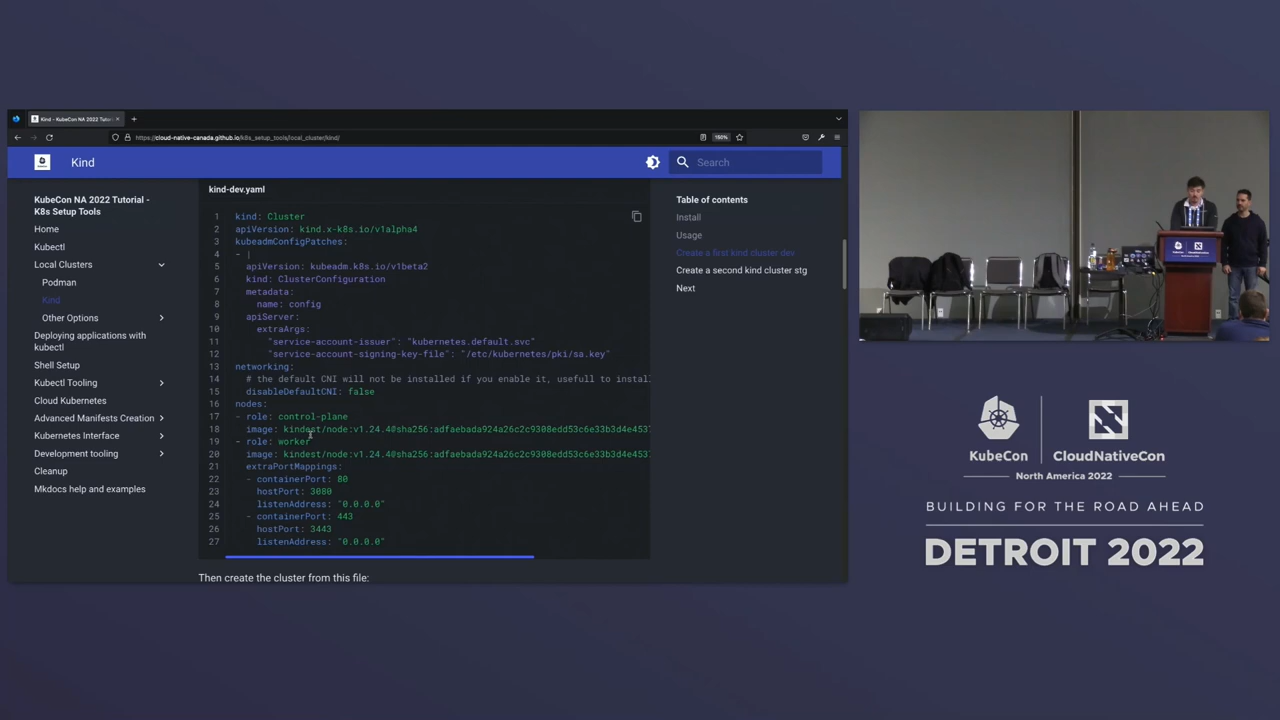 Kind - KubeCon NA 2022 Tutori
https://cloud-native-canada.github.io/k8s_setup_tools/local_cluster/kind/
150%
Kind
Search
KubeCon NA 2022 Tutorial -
K8s Setup Tools
Home
Kubectl
Local Clusters
Podman
Kind
Other Options
Deploying applications with
kubectl
Shell Setup
Kubectl Tooling
Cloud Kubernetes
Advanced Manifests Creation
Kubernetes Interface
Development tooling
Cleanup
Mkdocs help and examples
kind-dev.yaml
1 kind: Cluster
2 apiVersion: kind.x-k8s.io/v1alpha4
3 kubeadmConfigPatches:
4 - |
5 apiVersion: kubeadm.k8s.io/v1beta2
6 kind: ClusterConfiguration
7 metadata:
8 name: config
9 apiServer:
10 extraArgs:
11 "service-account-issuer": "kubernetes.default.svc"
12 "service-account-signing-key-file": "/etc/kubernetes/pki/sa.key"
13 networking:
14 # the default CNI will not be installed if you enable it, usefull to instal
15 disableDefaultCNI: false
16 nodes:
17 - role: control-plane
18 image: kindest/node:v1.24.4@sha256:adfaebada924a26c2c9308edd53c6e33b3d4e453
19 - role: worker
20 image: kindest/node:v1.24.4@sha256:adfaebada924a26c2c9308edd53c6e33b3d4e453
21 extraPortMappings:
22 - containerPort: 80
23 hostPort: 3080
24 listenAddress: "0.0.0.0"
25 - containerPort: 443
26 hostPort: 3443
27 listenAddress: "0.0.0.0"
Then create the cluster from this file:
Table of contents
Install
Usage
Create a first kind cluster dev
Create a second kind cluster stg
Next
KubeCon
CloudNativeCon
North America 2022
BUILDING FOR THE ROAD AHEAD
DETROIT 2022